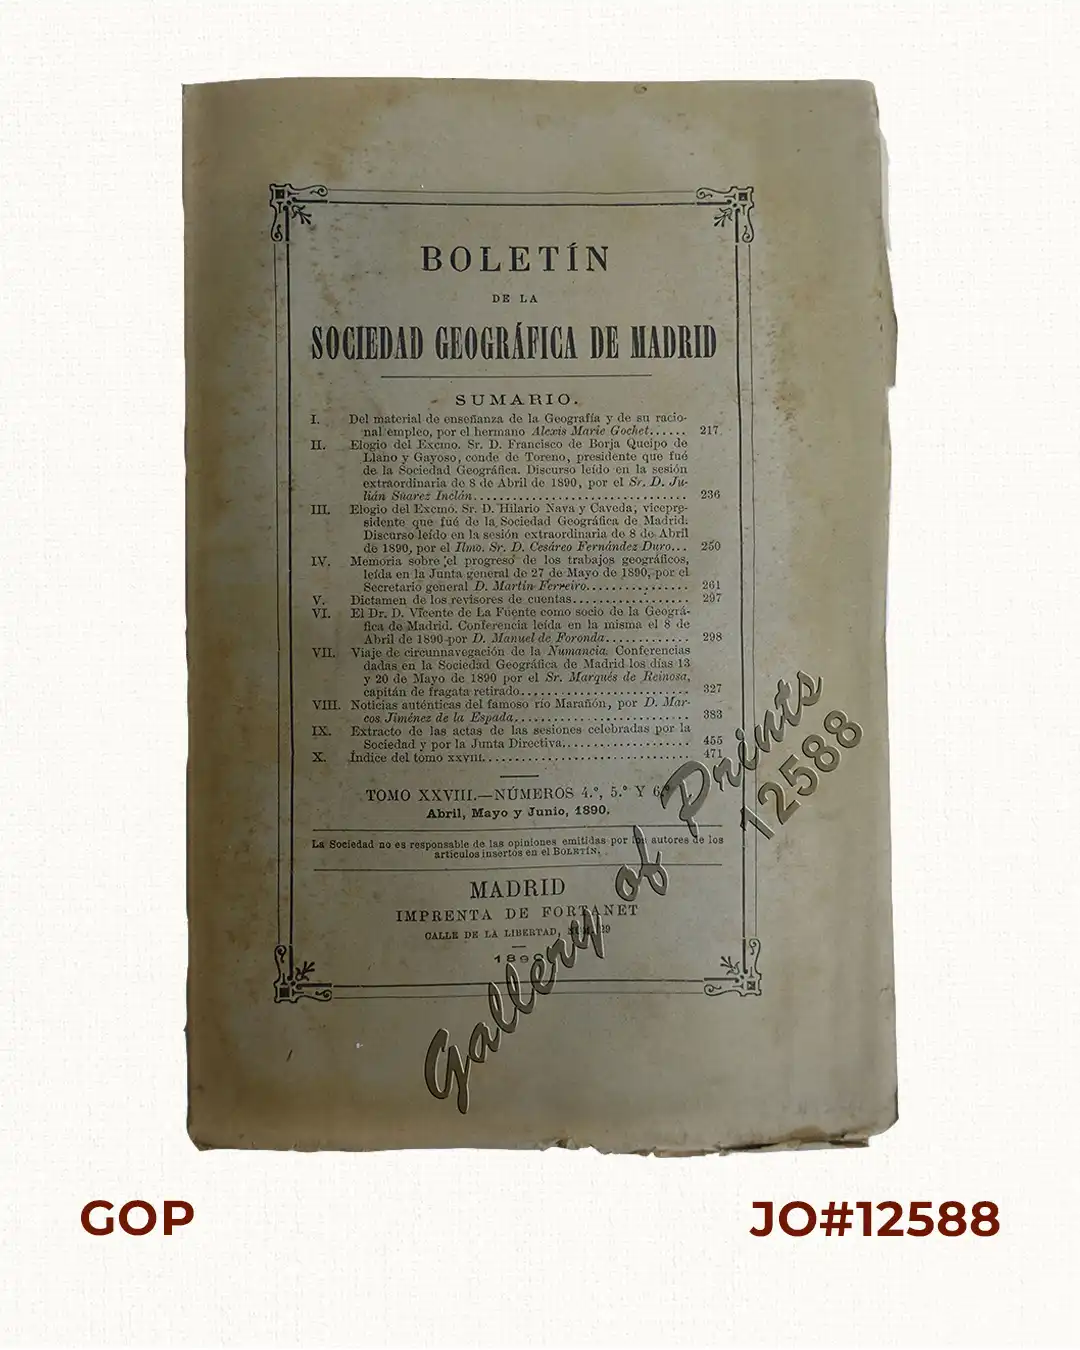 BOLETÍN
DE LA
SOCIEDAD GEOGRÁFICA DE MADRID
SUMARIO.
I. Del material de enseñanza de la Geografía y de su racio-
nal empleo, por el hermano Alexis Marie Gochet...... 217
II. Elogio del Excmo. Sr. D. Francisco de Borja Queipo de
Llano y Gayoso, conde de Toreno, presidente que fué
de la Sociedad Geográfica. Discurso leído en la sesión
extraordinaria de 8 de Abril de 1890, por el Sr. D. Ju-
lián Suarez Inclán................................. 236
III. Elogio del Excmo. Sr. D. Hilario Nava y Caveda, vicepre-
sidente que fué de la Sociedad Geográfica de Madrid.
Discurso leído en la sesión extraordinaria de 8 de Abril
de 1890, por el Ilmo. Sr. D. Cesáreo Fernández Duro... 250
IV. Memoria sobre el progreso de los trabajos geográficos,
leída en la Junta general de 27 de Mayo de 1890, por el
Secretario general D. Martín Ferreiro................ 261
V. Dictamen de los revisores de cuentas.................. 297
VI. El Dr. D. Vicente de La Fuente como socio de la Geográ-
fica de Madrid. Conferencia leída en la misma el 8 de
Abril de 1890 por D. Manuel de Foronda............. 298
VII. Viaje de circunnavegación de la Numancia. Conferencias
dadas en la Sociedad Geográfica de Madrid los días 13
y 20 de Mayo de 1890 por el Sr. Marqués de Reinosa,
capitán de fragata retirado.......................... 327
VIII. Noticias auténticas del famoso río Marañón, por D. Mar-
cos Jiménez de la Espada........................... 383
IX. Extracto de las actas de las sesiones celebradas por la
Sociedad y por la Junta Directiva................... 455
X. Índice del tomo XXVIII................................ 471
TOMO XXVIII.—NÚMEROS 4.º, 5.º Y 6.º
Abril, Mayo y Junio, 1890.
La Sociedad no es responsable de las opiniones emitidas por los autores de los
artículos insertos en el BOLETÍN.
MADRID
IMPRENTA DE FORTANET
CALLE DE LA LIBERTAD, NÚM. 29
1890
Gallery of Prints
12588
GOP
JO#12588